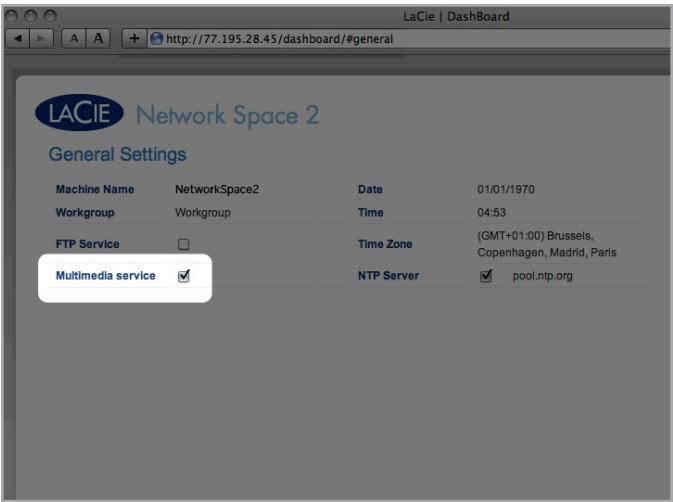 LaCie | DashBoard
A A + http://77.195.28.45/dashboard/#general
LACIE Network Space 2
General Settings
Machine Name NetworkSpace2 Date 01/01/1970
Workgroup Workgroup Time 04:53
FTP Service Time Zone (GMT+01:00) Brussels,
Copenhagen, Madrid, Paris
Multimedia service NTP Server pool.ntp.org